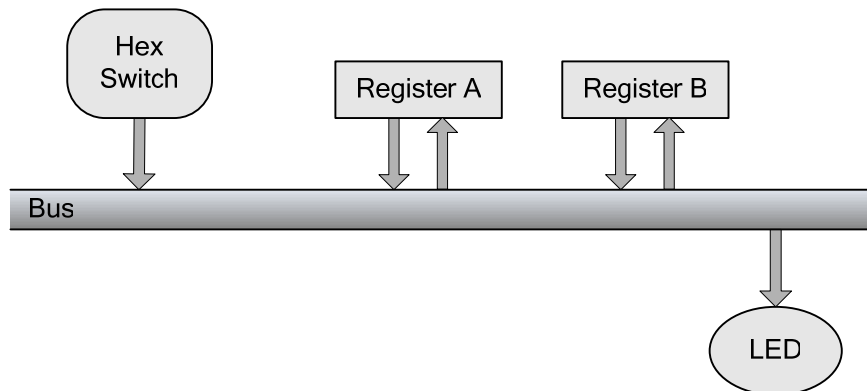 Hex
Switch
Register A
Register B
Bus
LED